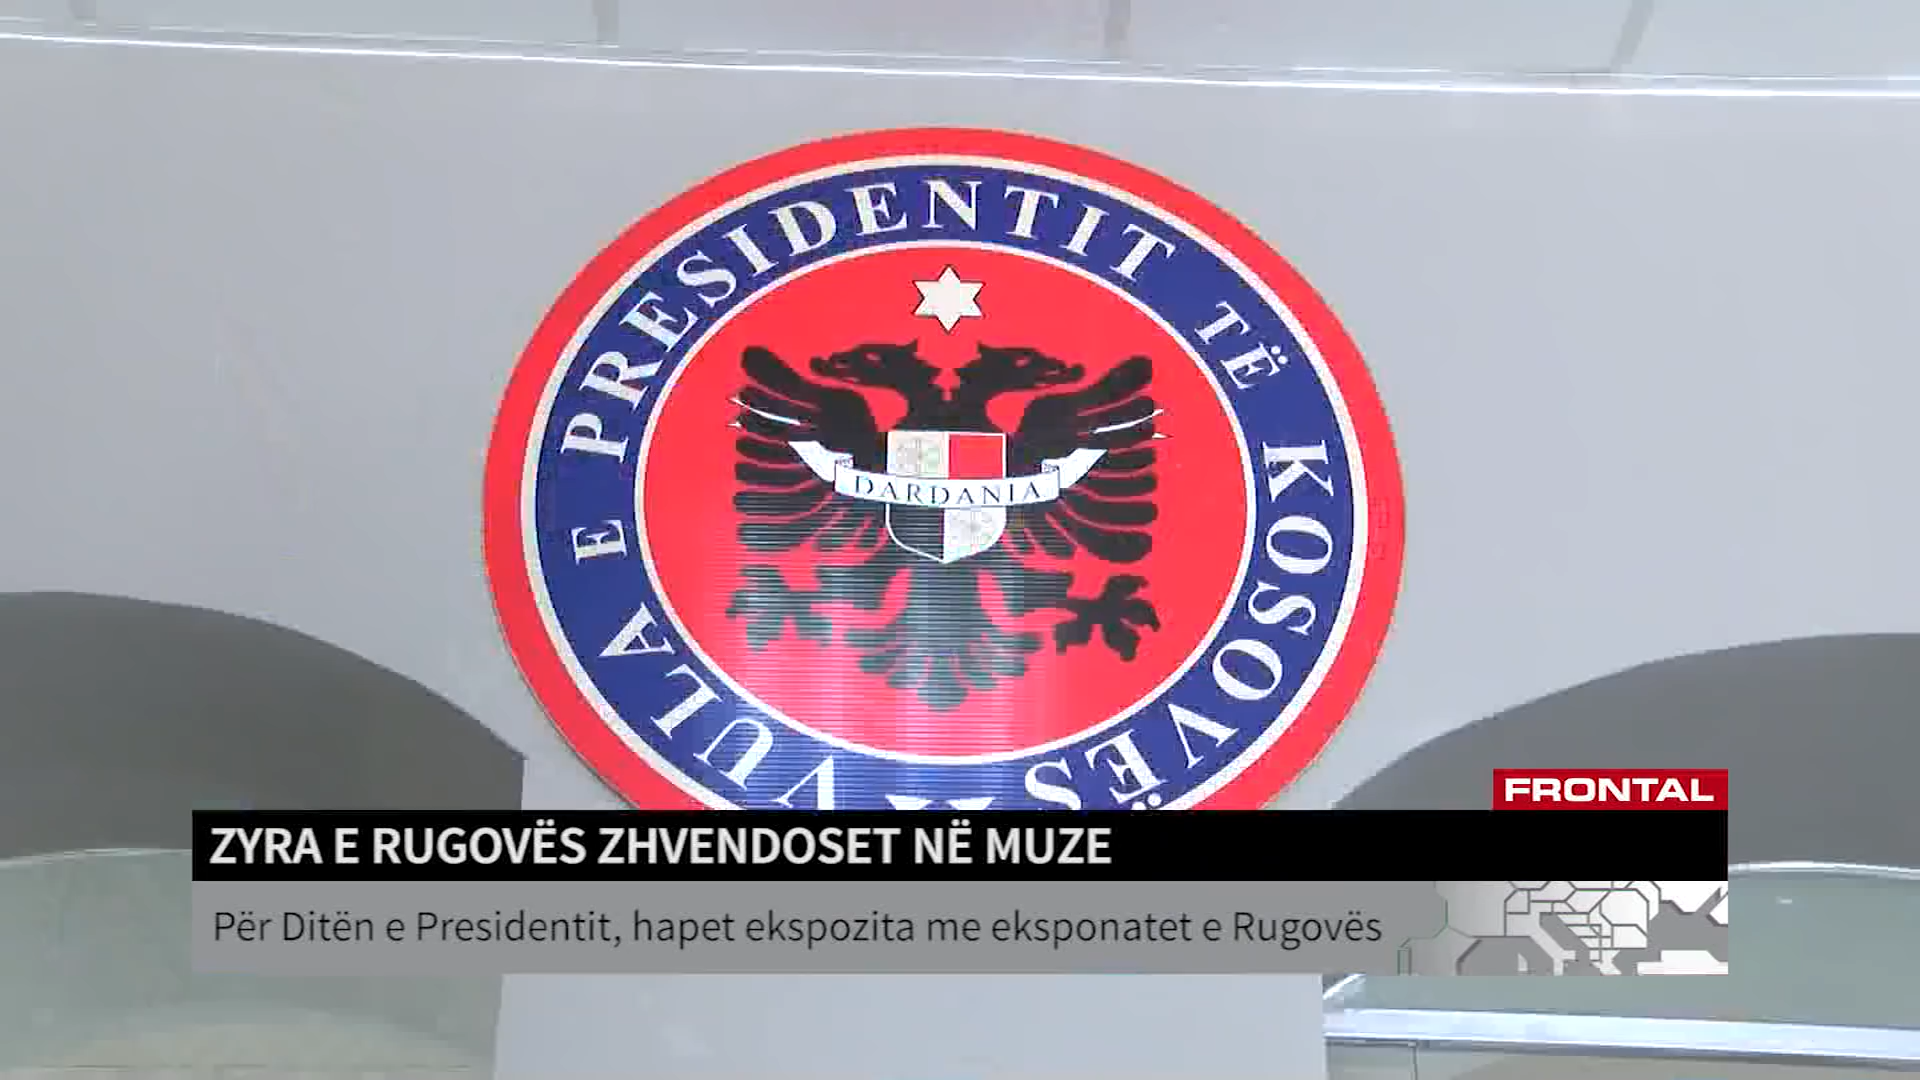 VULA E PRESIDENTIT TË KOSOVËS
DARDANIA
FRONTAL
ZYRA E RUGOVËS ZHVENDOSET NË MUZE
Për Ditën e Presidentit, hapet ekspozita me eksponatet e Rugovës